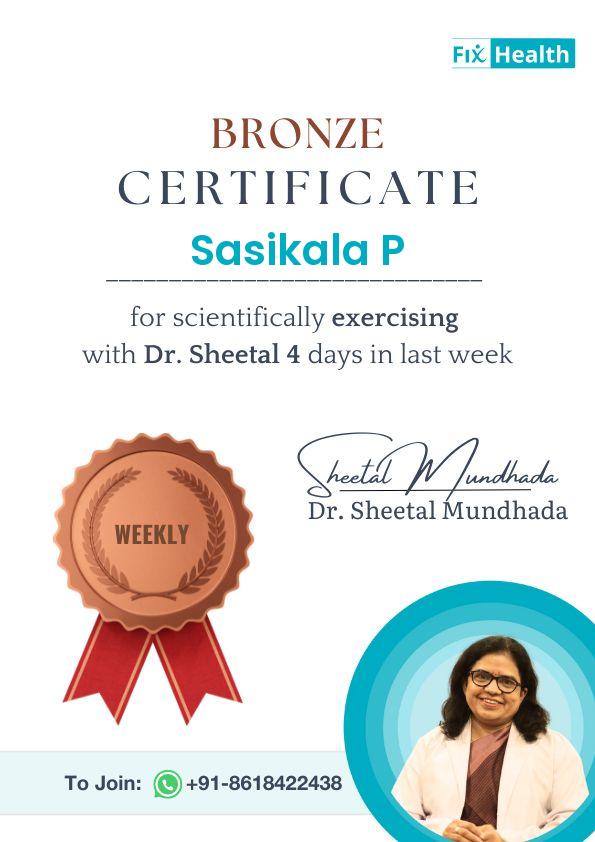 Fix Health
BRONZE
CERTIFICATE
Sasikala P
for scientifically exercising
with Dr. Sheetal 4 days in last week
Sheetal Mundhada
Dr. Sheetal Mundhada
WEEKLY
To Join: +91-8618422438